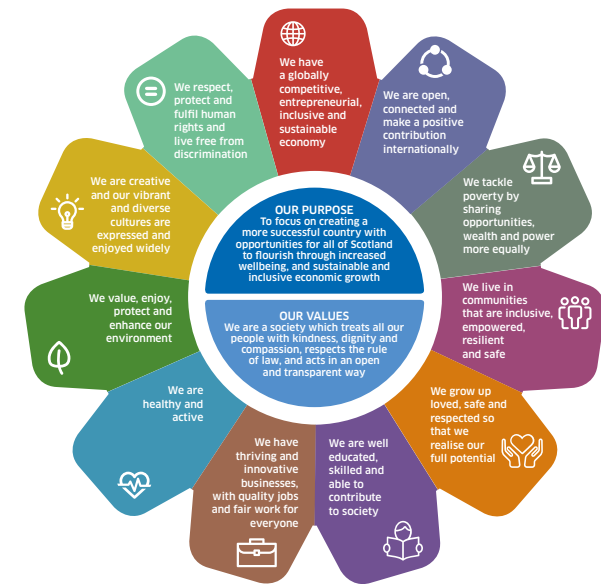 We have
a globally
competitive,
entrepreneurial,
inclusive and
sustainable
economy
We are open,
connected and
make a positive
contribution
internationally
We tackle
poverty by
sharing
opportunities,
wealth and power
more equally
We live in
communities
that are inclusive,
empowered,
resilient
and safe
We grow up
loved, safe and
respected so
that we
realise our
full potential
We are well
educated,
skilled and
able to
contribute
to society
We have
thriving and
innovative
businesses,
with quality jobs
and fair work for
everyone
We are
healthy and
active
We value, enjoy,
protect and
enhance our
environment
We are creative
and our vibrant
and diverse
cultures are
expressed and
enjoyed widely
We respect,
protect and
fulfil human
rights and
live free from
discrimination
OUR PURPOSE
To focus on creating a
more successful country with
opportunities for all of Scotland
to flourish through increased
wellbeing, and sustainable and
inclusive economic growth
OUR VALUES
We are a society which treats all our
people with kindness, dignity and
compassion, respects the rule
of law, and acts in an open
and transparent way